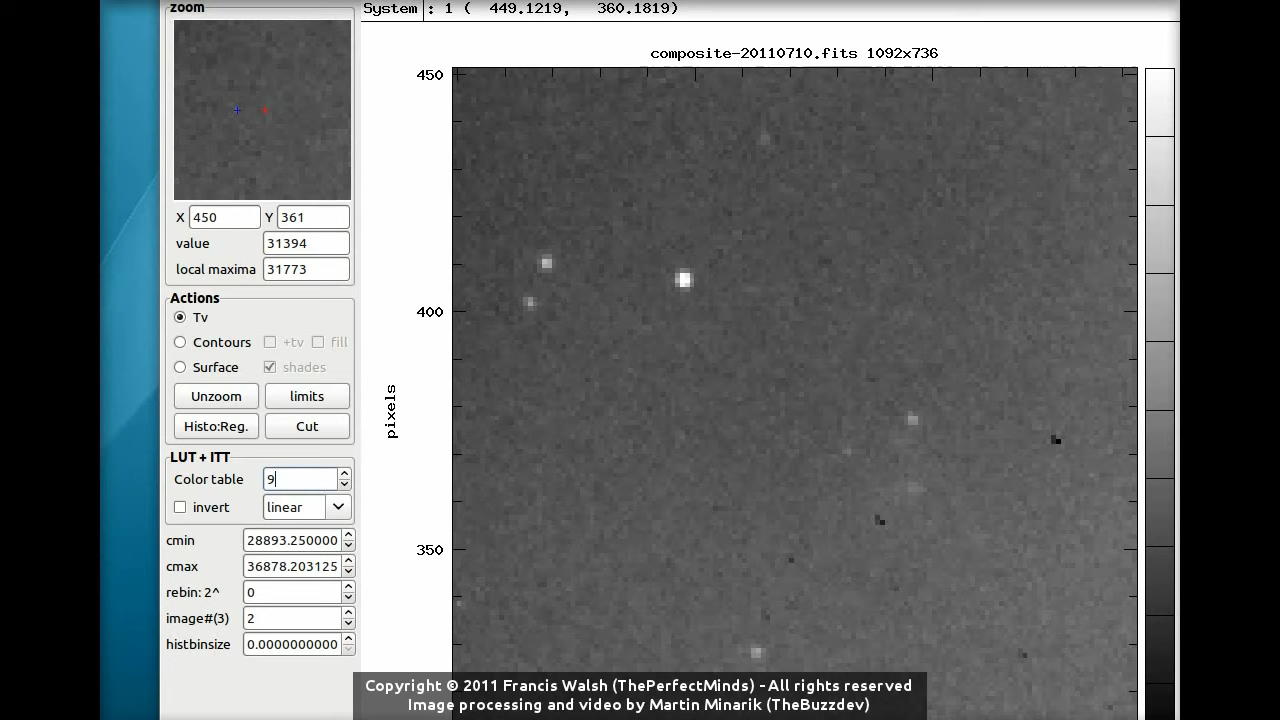 zoom
System : 1 ( 449.1219, 360.1819)
composite-20110710.fits 1092x736
X 450 Y 361
value 31394
local maxima 31773
Actions
Tv
Contours +tv fill
Surface shades
Unzoom limits
Histo:Reg. Cut
LUT + ITT
Color table 9
invert linear
cmin 28893.250000
cmax 36878.203125
rebin: 2^ 0
image#(3) 2
histbinsize 0.0000000000
450
400
350
pixels
Copyright © 2011 Francis Walsh (ThePerfectMinds) - All rights reserved
Image processing and video by Martin Minarik (TheBuzzdev)